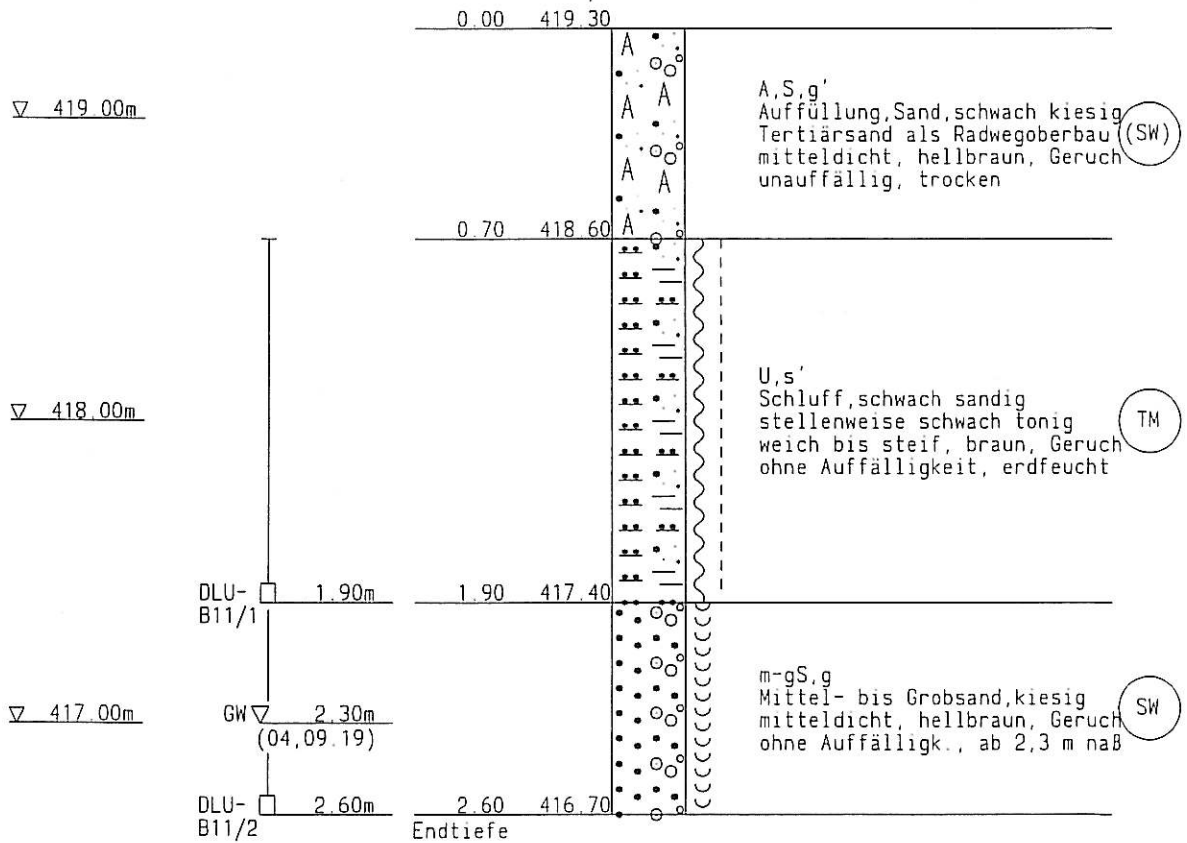 0.00 419.30
A
A
A
A
A
A
▽ 419.00m
A,S,g'
Auffüllung,Sand,schwach kiesig
Tertiärsand als Radwegoberbau
mitteldicht, hellbraun, Geruch
unauffällig, trocken
(SW)
0.70 418.60
▽ 418.00m
U,s'
Schluff,schwach sandig
stellenweise schwach tonig
weich bis steif, braun, Geruch
ohne Auffälligkeit, erdfeucht
TM
DLU-
B11/1
1.90m
1.90 417.40
▽ 417.00m
GW ▽ 2.30m
(04,09.19)
m-gS,g
Mittel- bis Grobsand,kiesig
mitteldicht, hellbraun, Geruch
ohne Auffälligk., ab 2,3 m naß
SW
DLU-
B11/2
2.60m
2.60 416.70
Endtiefe